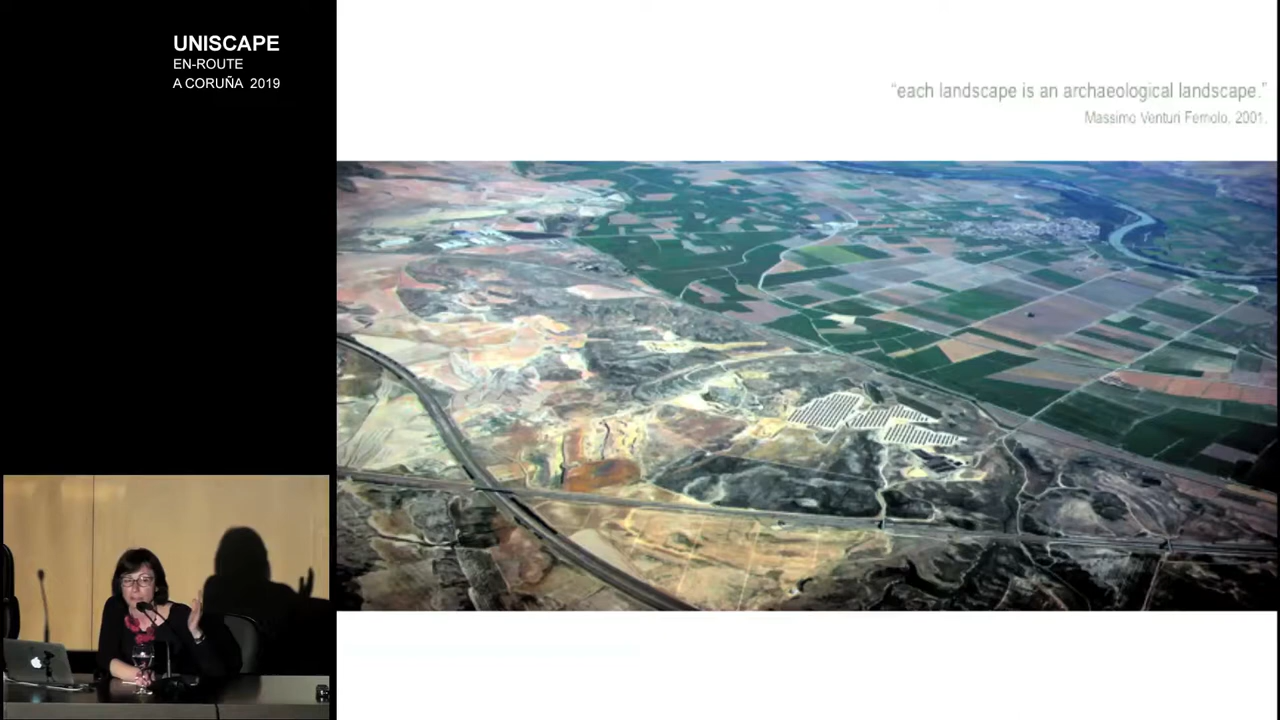 UNISCAPE
EN-ROUTE
A CORUÑA 2019
“each landscape is an archaeological landscape.”
Massimo Venturi Ferriolo, 2001.